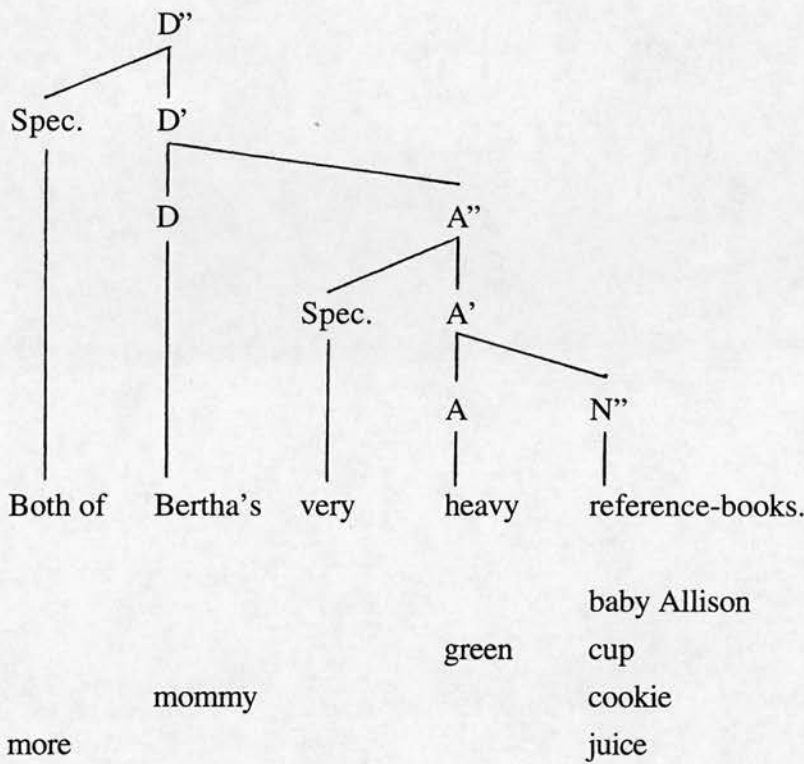 D”
Spec. D’
D A”
Spec. A’
A N”
Both of Bertha's very heavy reference-books.
baby Allison
green cup
mommy cookie
more juice